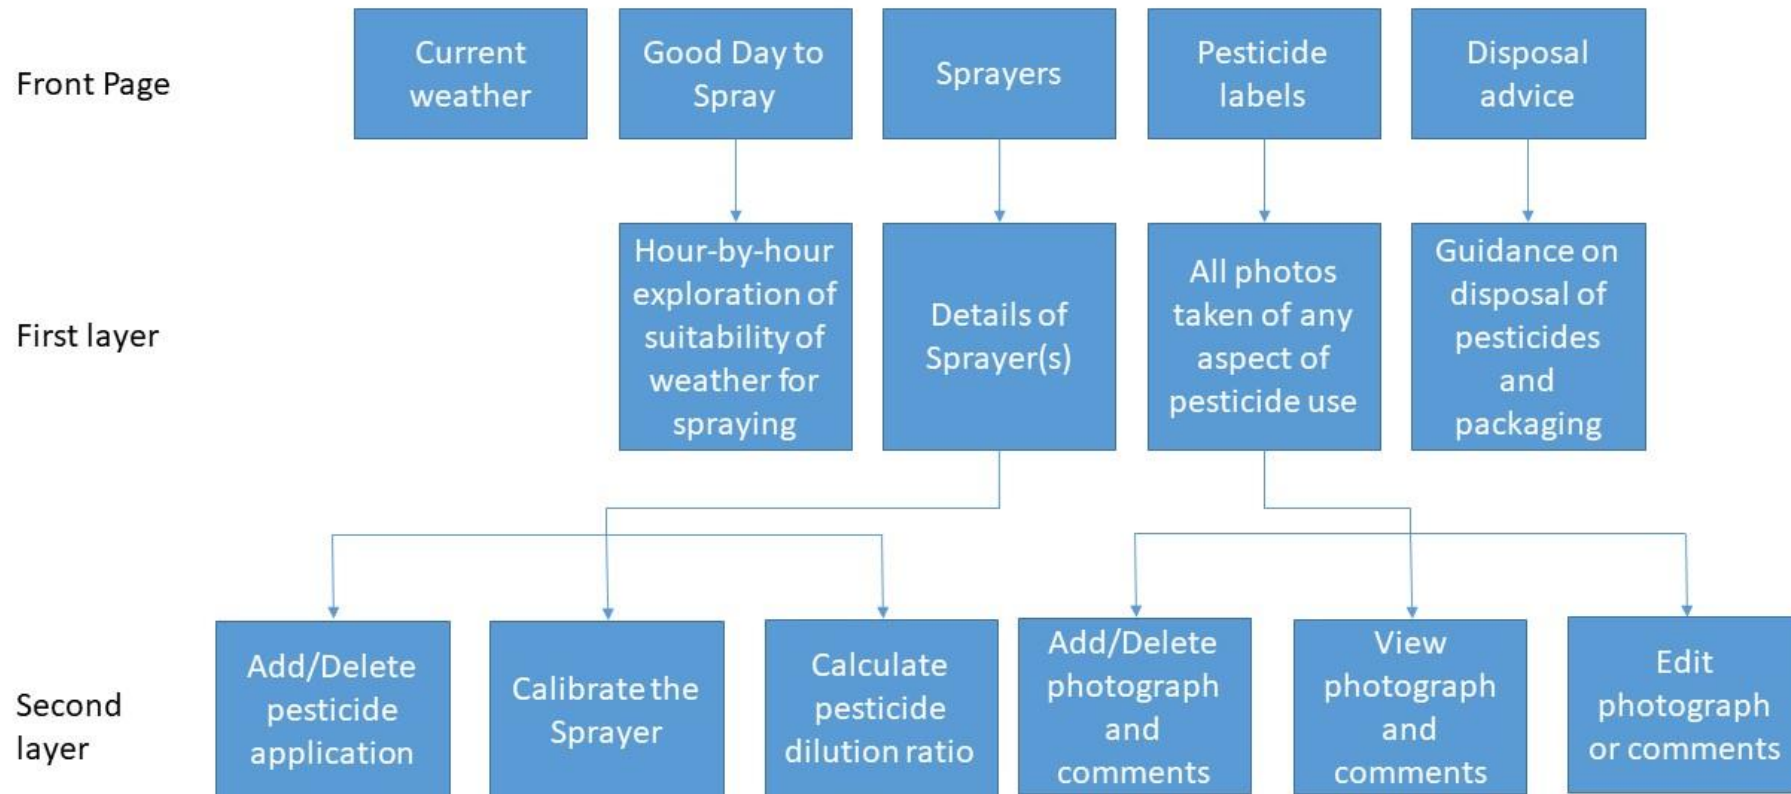 Front Page
Current
weather
Good Day to
Spray
Sprayers
Pesticide
labels
Disposal
advice
First layer
Hour-by-hour
exploration of
suitability of
weather for
spraying
Details of
Sprayer(s)
All photos
taken of any
aspect of
pesticide use
Guidance on
disposal of
pesticides
and
packaging
Second
layer
Add/Delete
pesticide
application
Calibrate the
Sprayer
Calculate
pesticide
dilution ratio
Add/Delete
photograph
and
comments
View
photograph
and
comments
Edit
photograph
or comments